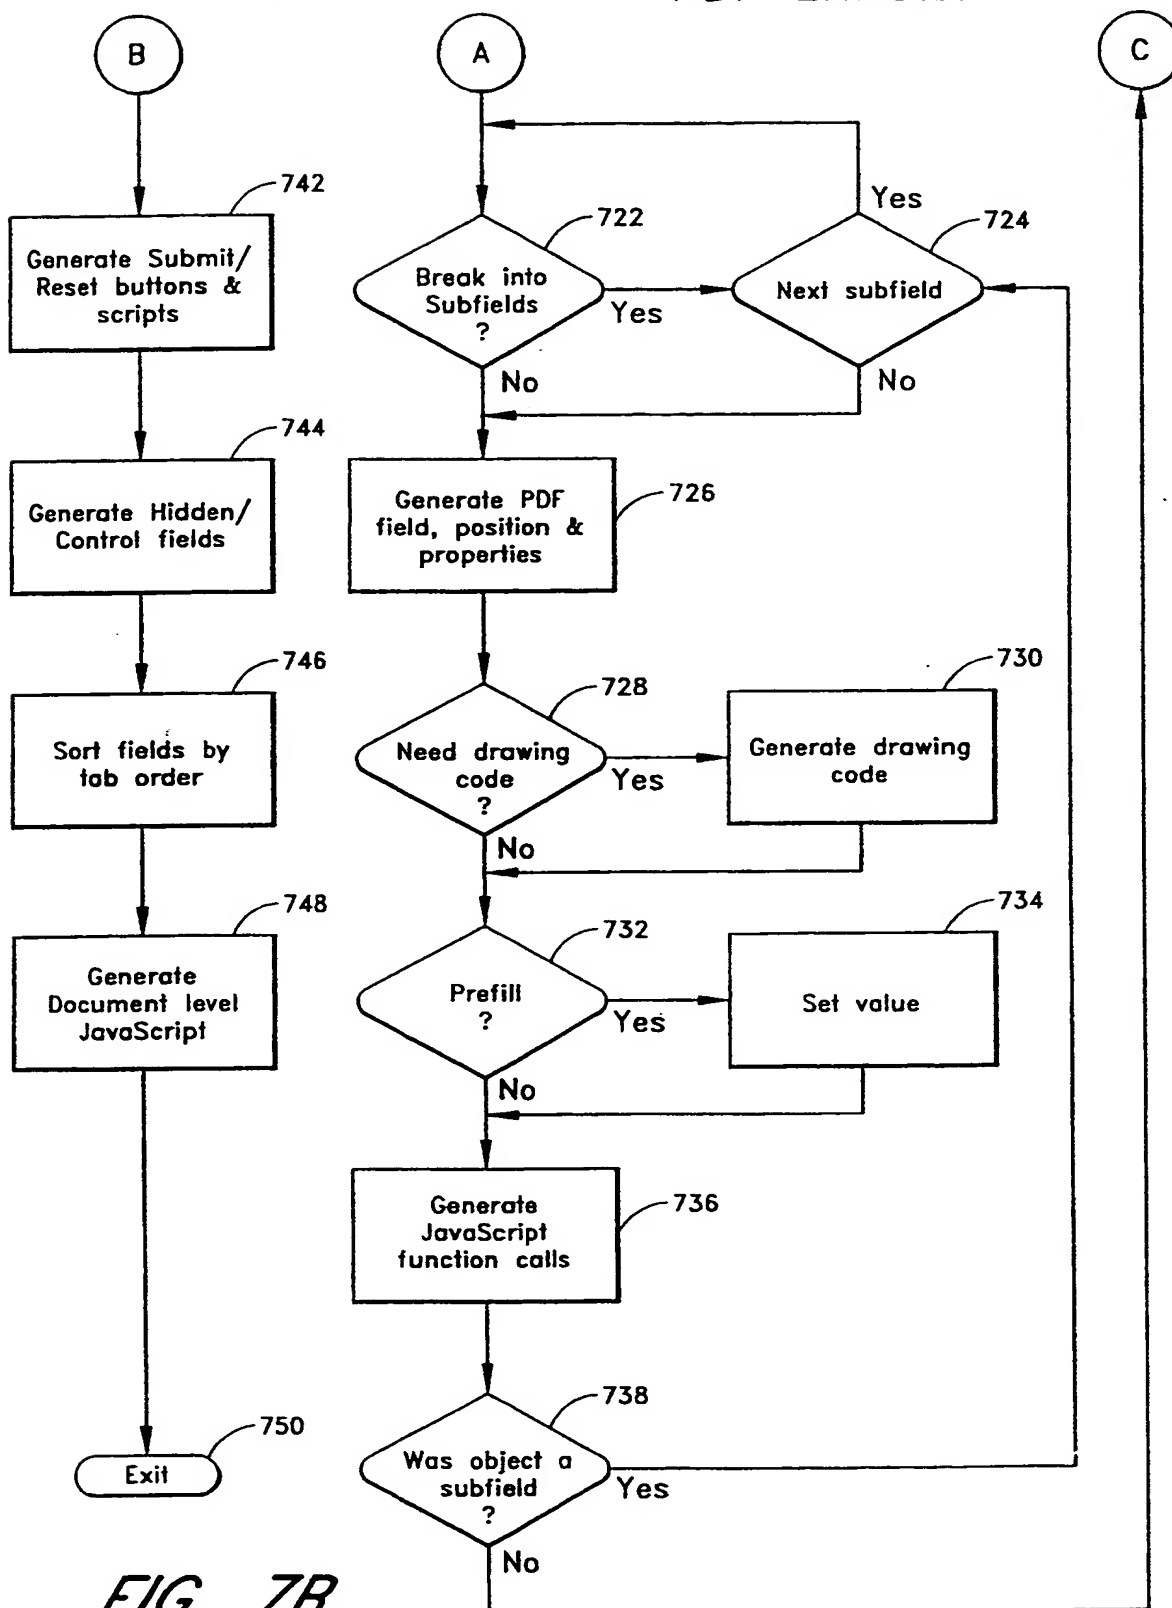 B
A
C
742
Generate Submit/
Reset buttons &
scripts
744
Generate Hidden/
Control fields
746
Sort fields by
tab order
748
Generate
Document level
JavaScript
750
Exit
722
Break into
Subfields
?
Yes
No
724
Next subfield
Yes
No
726
Generate PDF
field, position &
properties
728
Need drawing
code
?
Yes
No
730
Generate drawing
code
732
Prefill
?
Yes
No
734
Set value
736
Generate
JavaScript
function calls
738
Was object a
subfield
?
Yes
No
FIG. 7B